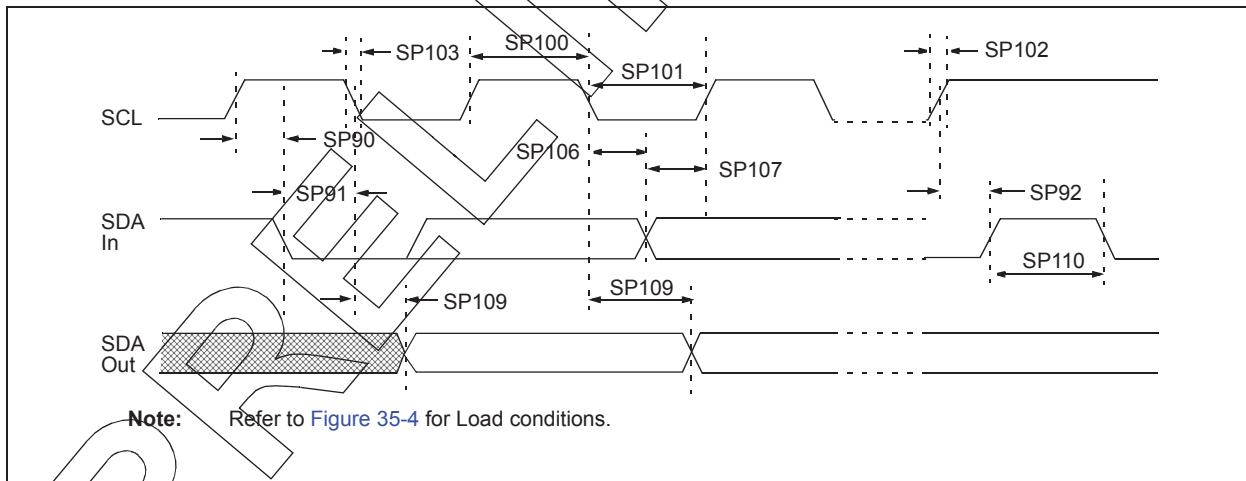 SP103
SP100
SP102
SP101
SCL
SP90
SP106
SP107
SP91
SP92
SDA
In
SP110
SP109
SP109
SDA
Out
Note: Refer to Figure 35-4 for Load conditions.